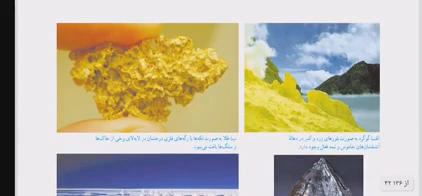 الف) گوگرد به صورت بلورهای زرد و کدر در دهانهٔ
آتشفشان‌های خاموش و نیمه فعال وجود دارد.
ب) طلا به صورت تکه‌ها یا رگه‌های فلزی درخشان در لابه‌لای برخی از خاک‌ها
و سنگ‌ها یافت می‌شود.
۳۲ از ۱۳۶